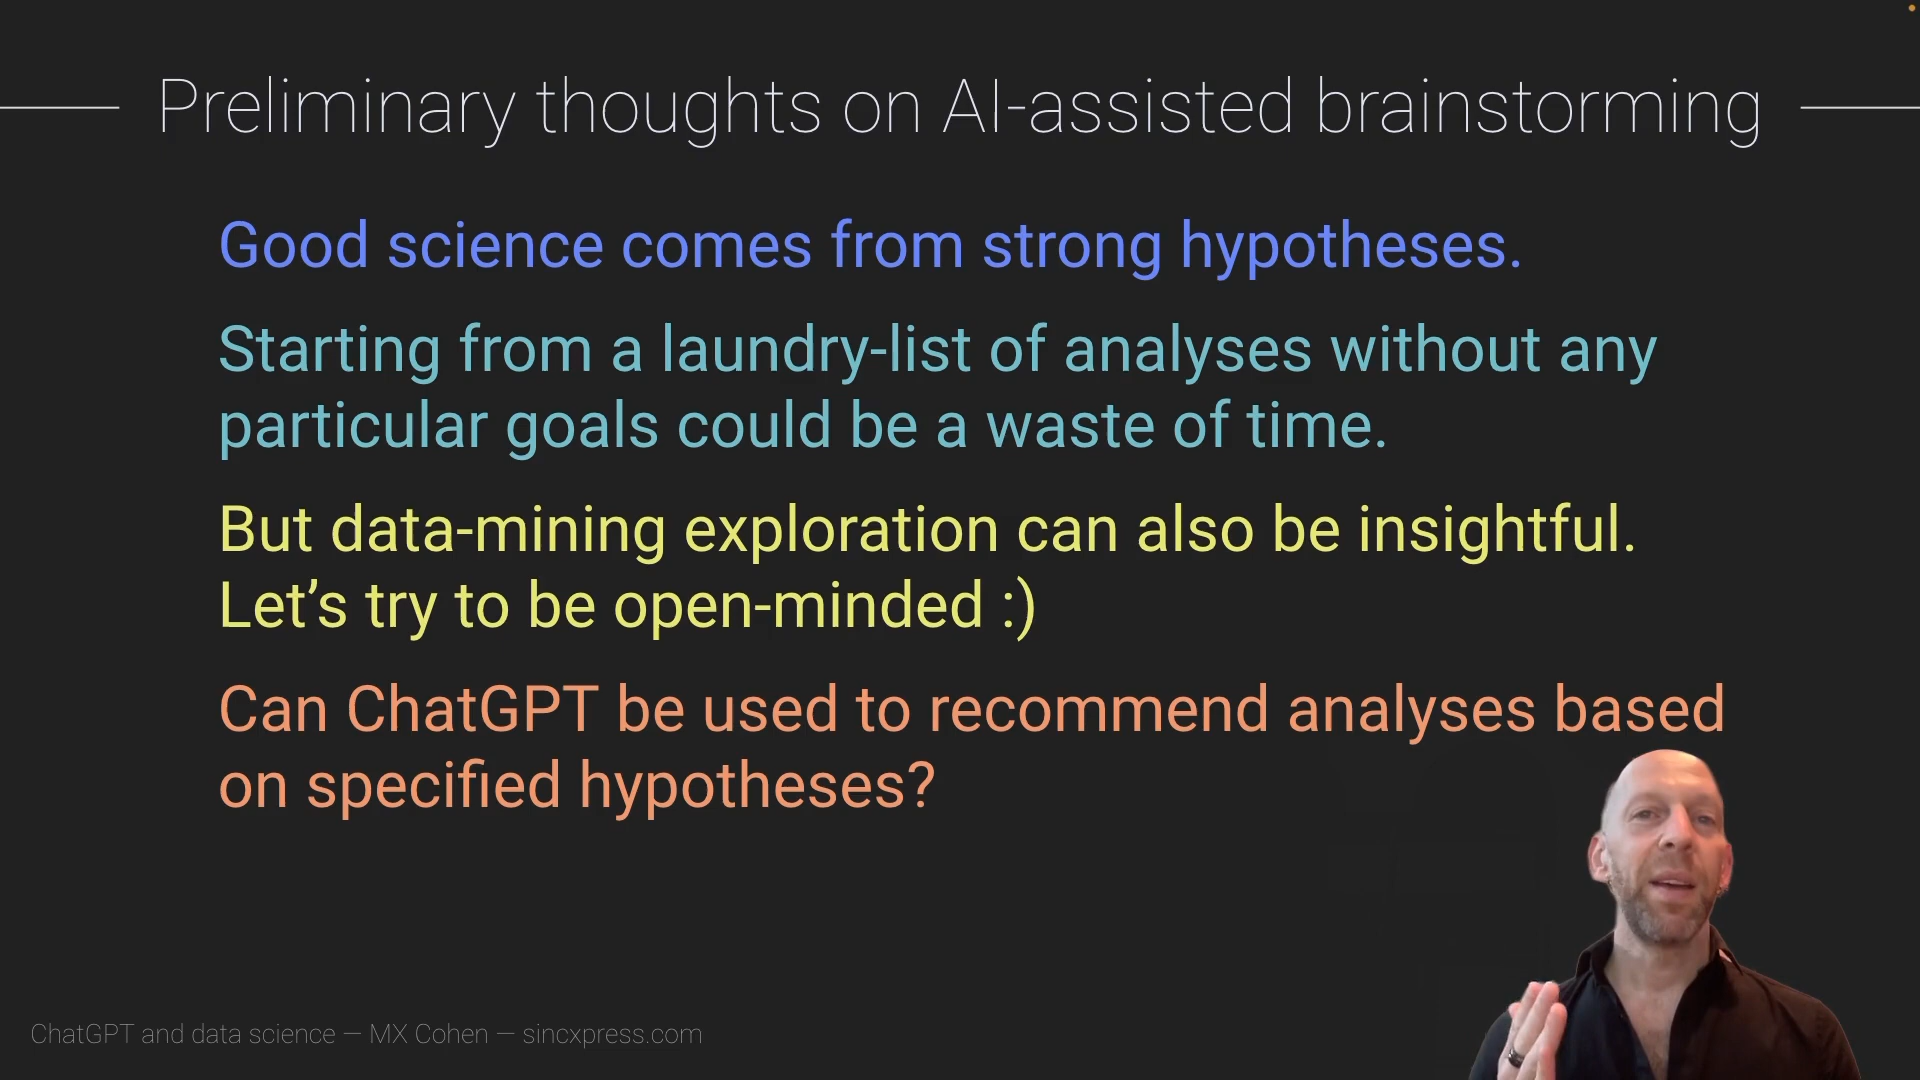 Preliminary thoughts on AI-assisted brainstorming
Good science comes from strong hypotheses.
Starting from a laundry-list of analyses without any
particular goals could be a waste of time.
But data-mining exploration can also be insightful.
Let’s try to be open-minded :)
Can ChatGPT be used to recommend analyses based
on specified hypotheses?
ChatGPT and data science — MX Cohen — sincxpress.com